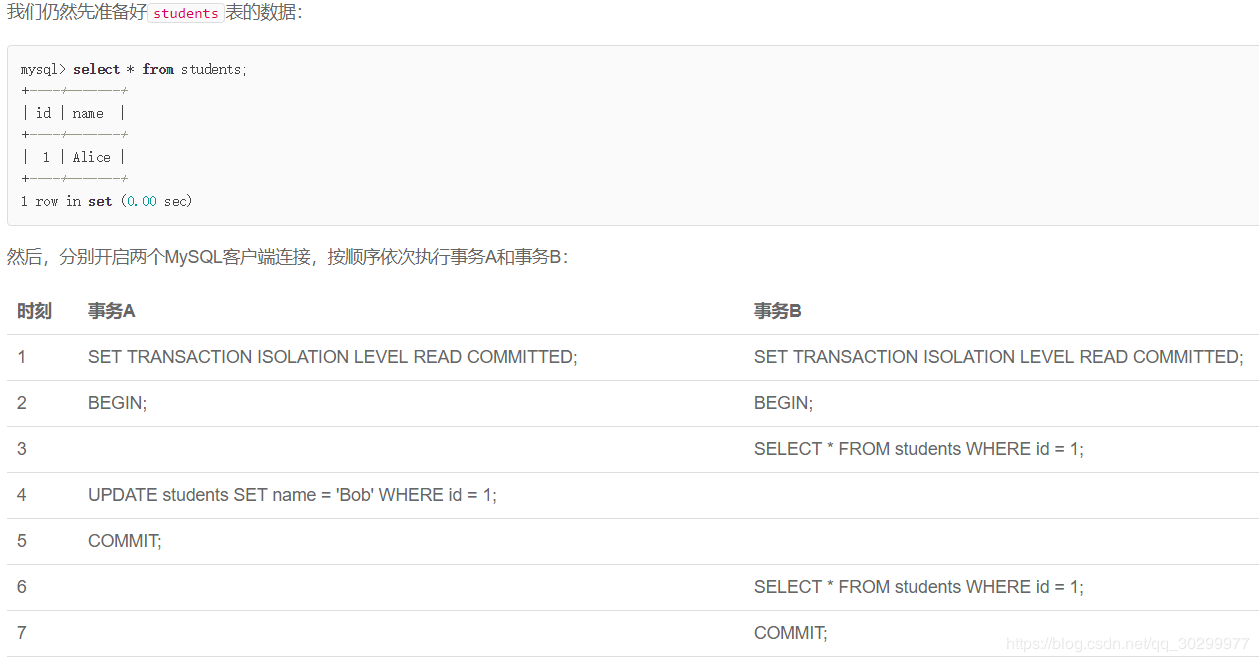 我们仍然先准备好students表的数据：
mysql> select * from students;
+----+-------+
| id | name  |
+----+-------+
|  1 | Alice |
+----+-------+
1 row in set (0.00 sec)
然后，分别开启两个MySQL客户端连接，按顺序依次执行事务A和事务B：
时刻 事务A 事务B
1 SET TRANSACTION ISOLATION LEVEL READ COMMITTED; SET TRANSACTION ISOLATION LEVEL READ COMMITTED;
2 BEGIN; BEGIN;
3 SELECT * FROM students WHERE id = 1;
4 UPDATE students SET name = 'Bob' WHERE id = 1;
5 COMMIT;
6 SELECT * FROM students WHERE id = 1;
7 COMMIT;
https://blog.csdn.net/qq_30299977